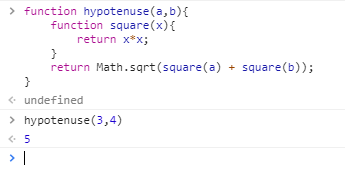 > function hypotenuse(a,b){
    function square(x){
        return x*x;
    }
    return Math.sqrt(square(a) + square(b));
}
undefined
> hypotenuse(3,4)
5
>